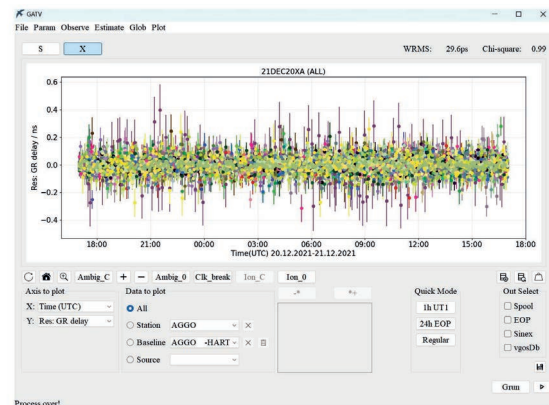 GATV
File Param Observe Estimate Glob Plot
S X WRMS: 29.6ps Chi-square: 0.99
21DEC20XA (ALL)
0.6
0.4
0.2
0.0
−0.2
−0.4
Res: GR delay / ns
18:00 21:00 00:00 03:00 06:00 09:00 12:00 15:00 18:00
Time(UTC) 20.12.2021-21.12.2021
Ambig_C + − Ambig_0 Clk_break Ion_C Ion_0
Axis to plot Data to plot -* *+ Quick Mode Out Select
X: Time (UTC) All 1h UT1 Spool
Y: Res: GR delay Station AGGO 24h EOP EOP
Baseline AGGO -HART Regular Sinex
Source vgosDb
Grun
Process over!